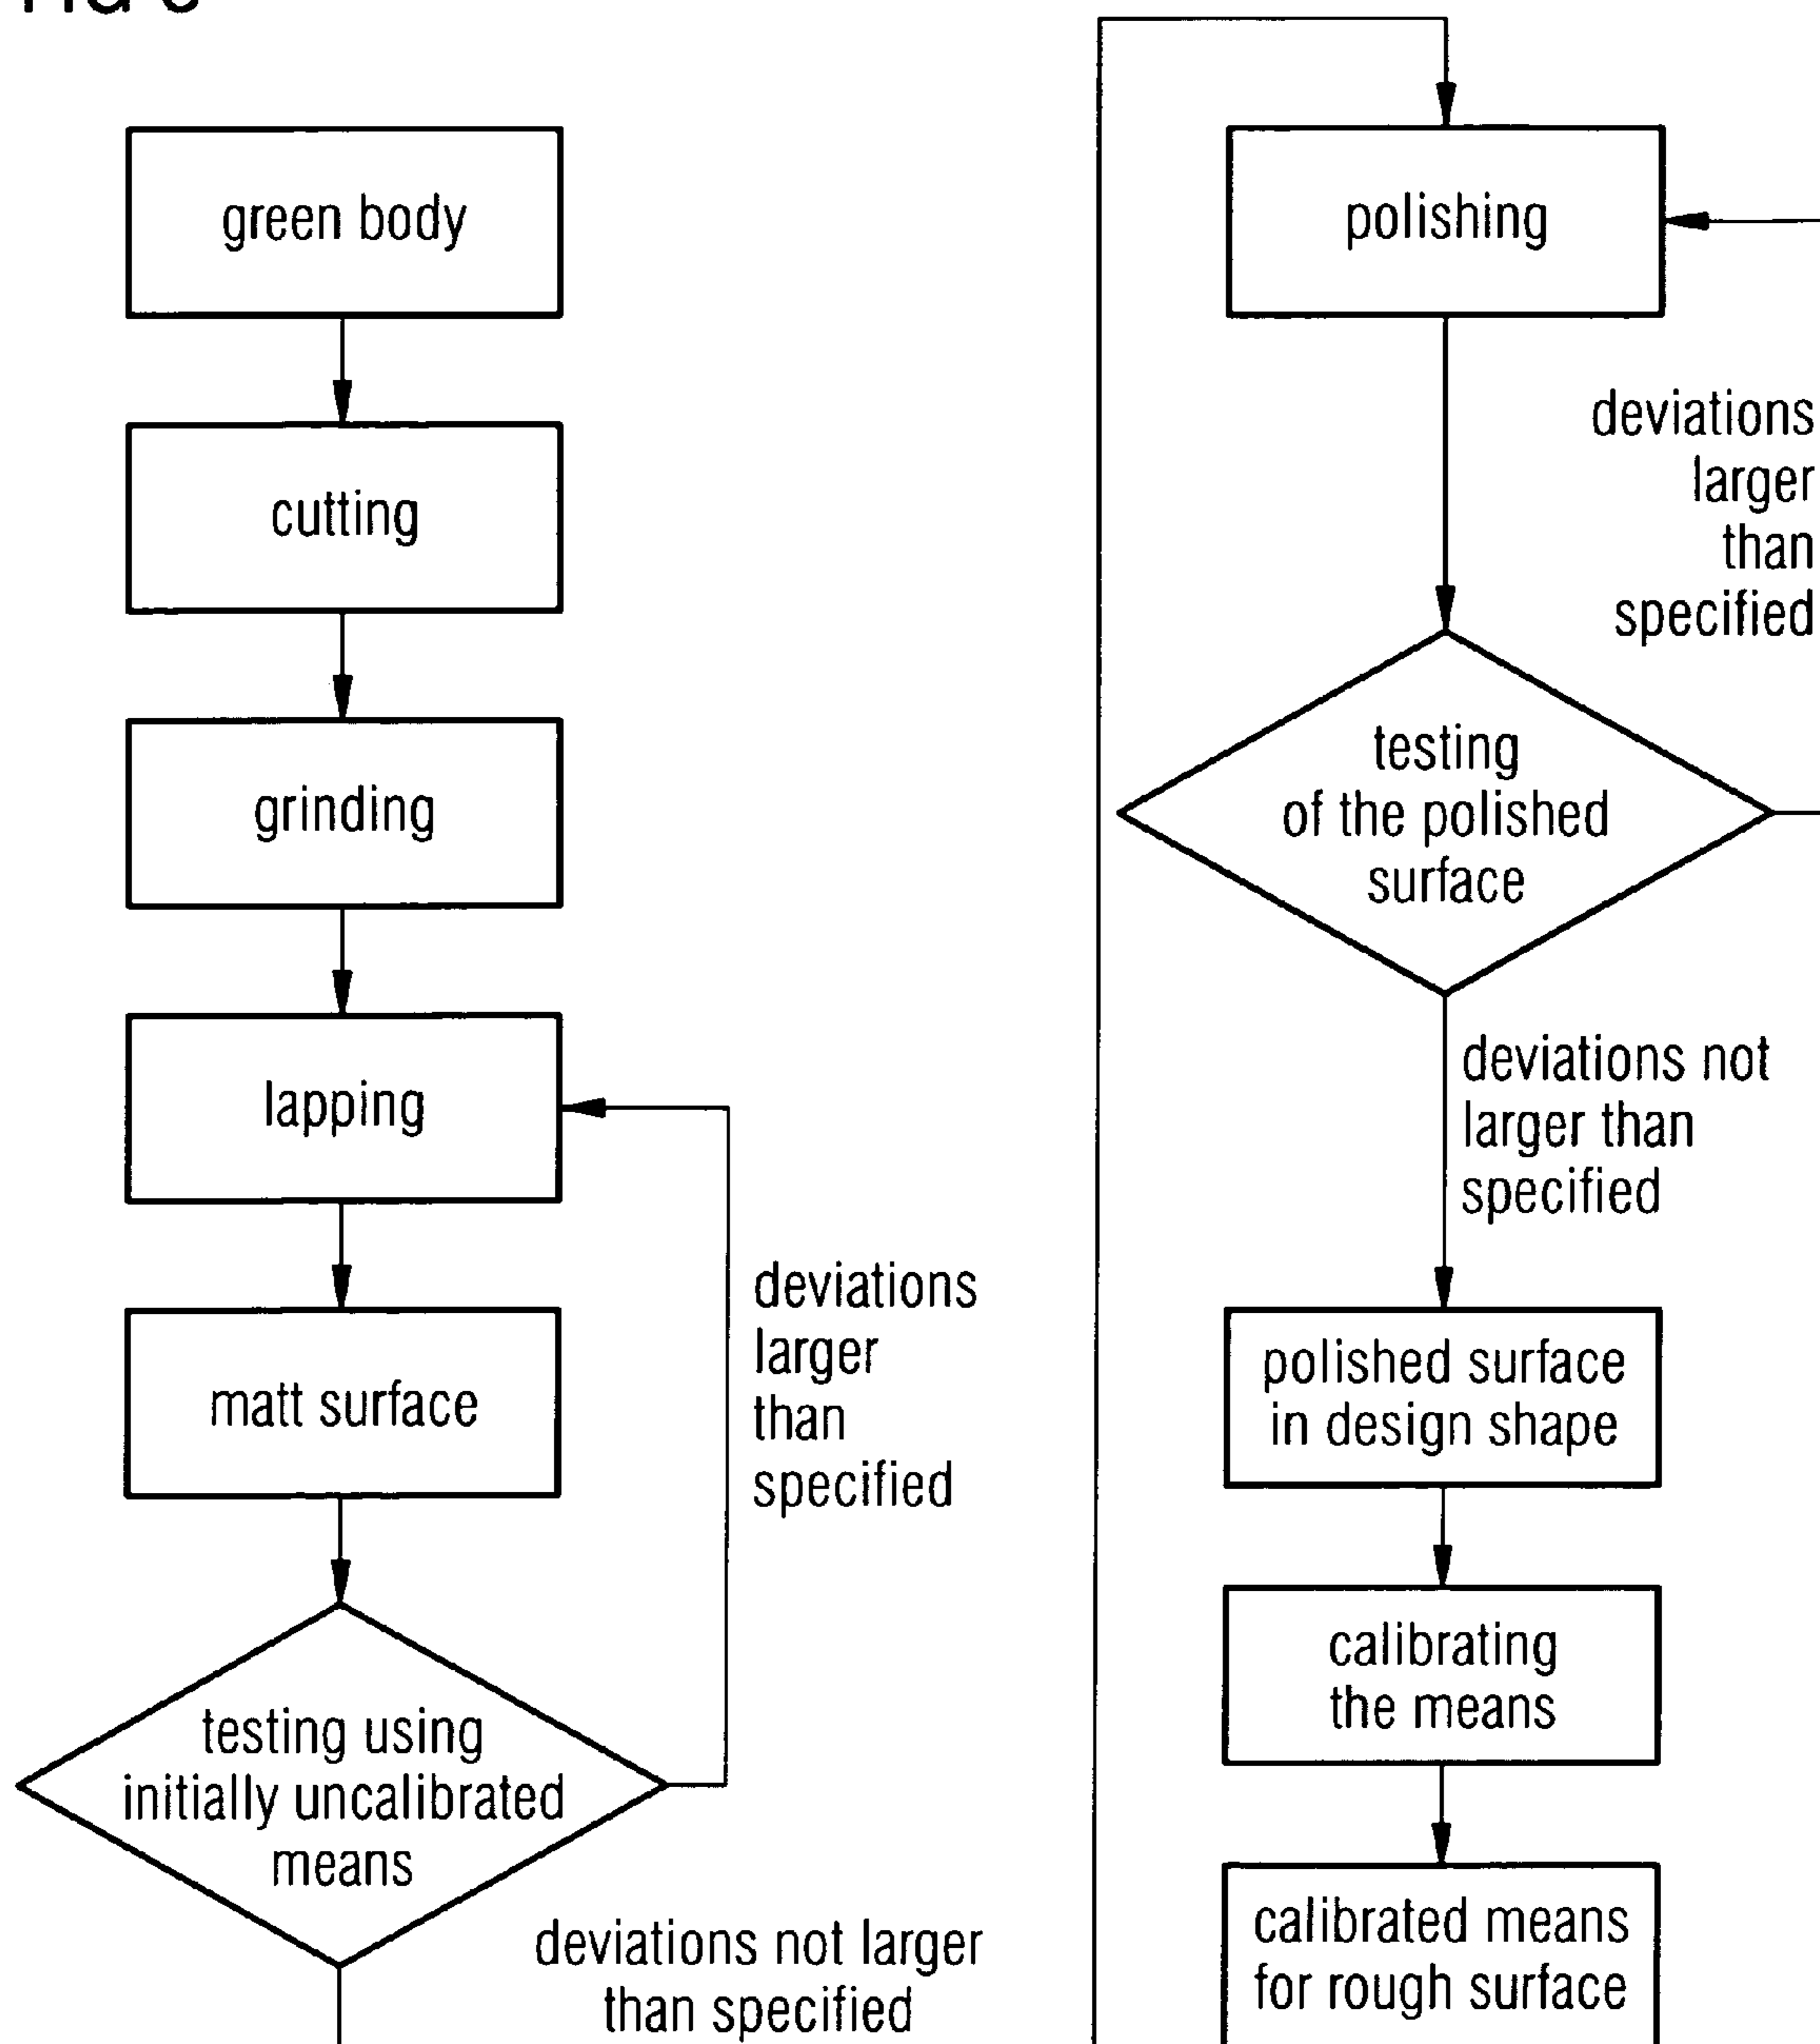 green body
cutting
grinding
lapping
matt surface
deviations
larger
than
specified
testing using
initially uncalibrated
means
deviations not larger
than specified
polishing
deviations
larger
than
specified
testing
of the polished
surface
deviations not
larger than
specified
polished surface
in design shape
calibrating
the means
calibrated means
for rough surface